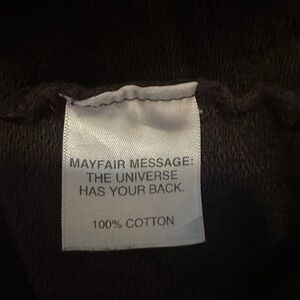 MAYFAIR MESSAGE:
THE UNIVERSE
HAS YOUR BACK.
100% COTTON